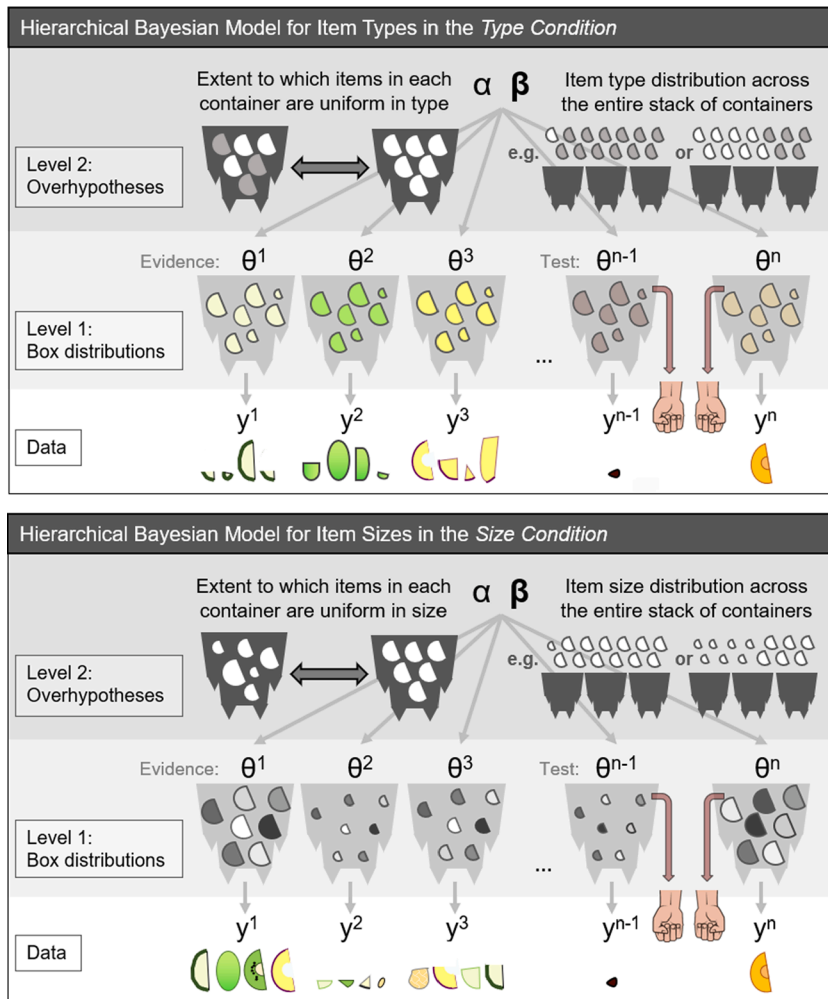 Hierarchical Bayesian Model for Item Types in the Type Condition
Extent to which items in each
container are uniform in type
α β
Item type distribution across
the entire stack of containers
Level 2:
Overhypotheses
e.g.
or
Evidence: θ¹ θ² θ³ Test: θⁿ⁻¹ θⁿ
Level 1:
Box distributions
...
y¹ y² y³ yⁿ⁻¹ yⁿ
Data
Hierarchical Bayesian Model for Item Sizes in the Size Condition
Extent to which items in each
container are uniform in size
α β
Item size distribution across
the entire stack of containers
Level 2:
Overhypotheses
e.g.
or
Evidence: θ¹ θ² θ³ Test: θⁿ⁻¹ θⁿ
Level 1:
Box distributions
...
y¹ y² y³ yⁿ⁻¹ yⁿ
Data